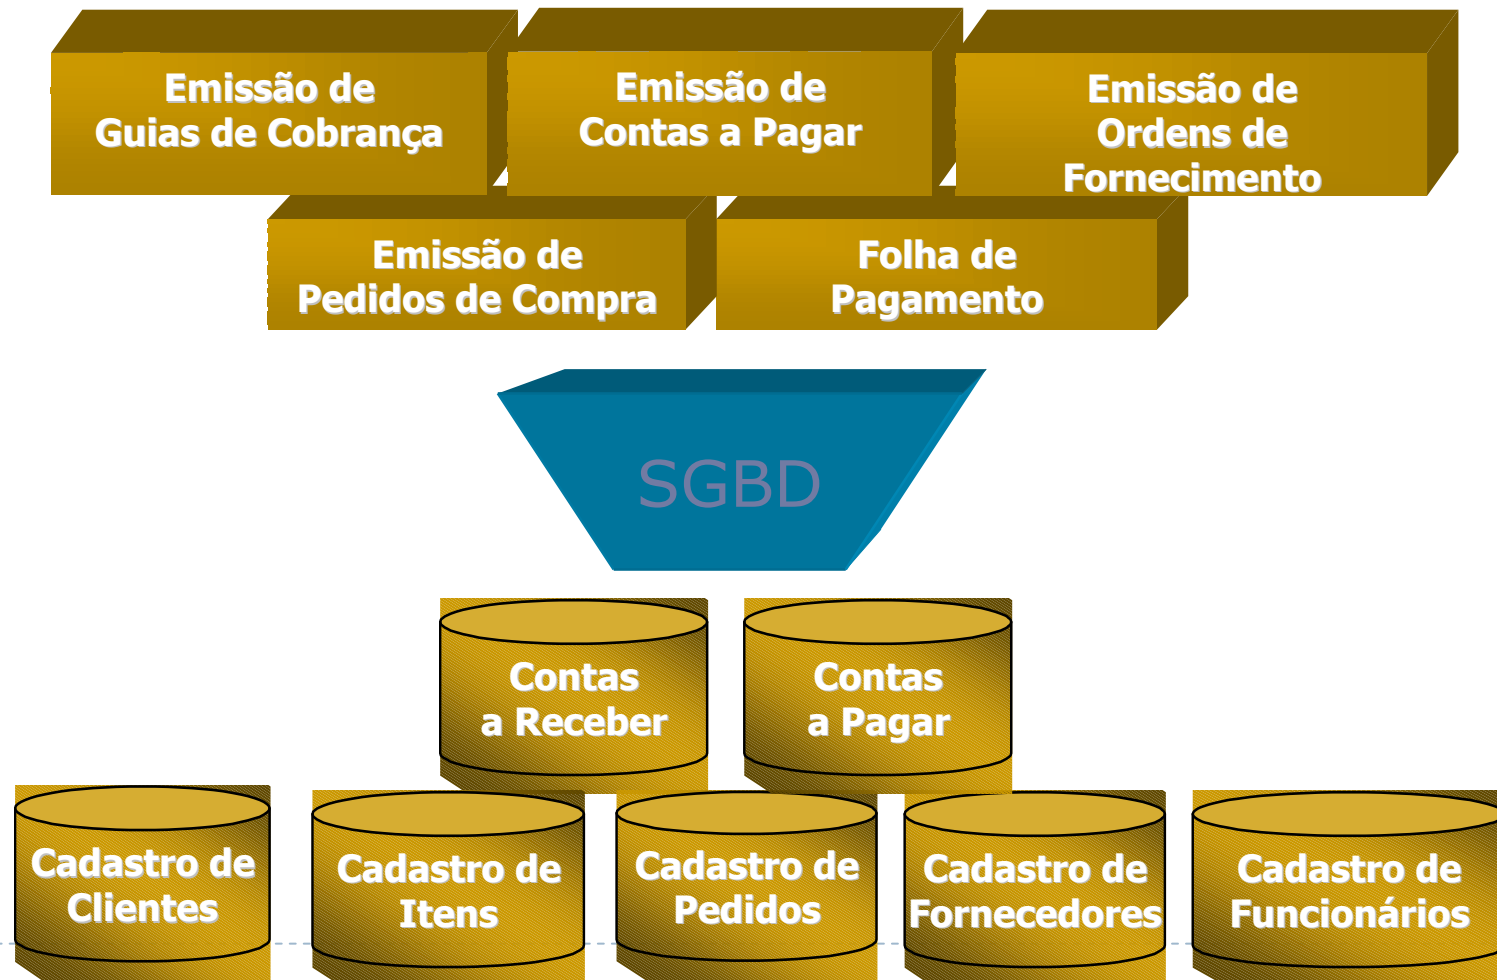 Emissão de
Guias de Cobrança
Emissão de
Contas a Pagar
Emissão de
Ordens de
Fornecimento
Emissão de
Pedidos de Compra
Folha de
Pagamento
SGBD
Contas
a Receber
Contas
a Pagar
Cadastro de
Clientes
Cadastro de
Itens
Cadastro de
Pedidos
Cadastro de
Fornecedores
Cadastro de
Funcionários